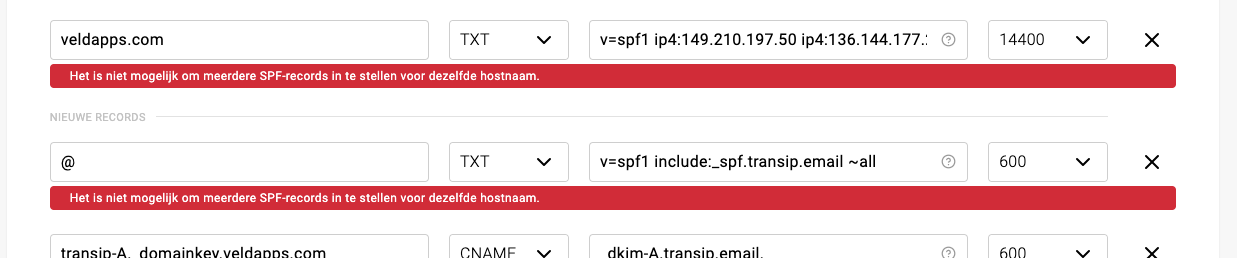 veldapps.com TXT v=spf1 ip4:149.210.197.50 ip4:136.144.177. 14400
Het is niet mogelijk om meerdere SPF-records in te stellen voor dezelfde hostnaam.
NIEUWE RECORDS
@ TXT v=spf1 include:_spf.transip.email ~all 600
Het is niet mogelijk om meerdere SPF-records in te stellen voor dezelfde hostnaam.
transip-A._domainkey.veldapps.com CNAME _dkim-A.transip.email. 600